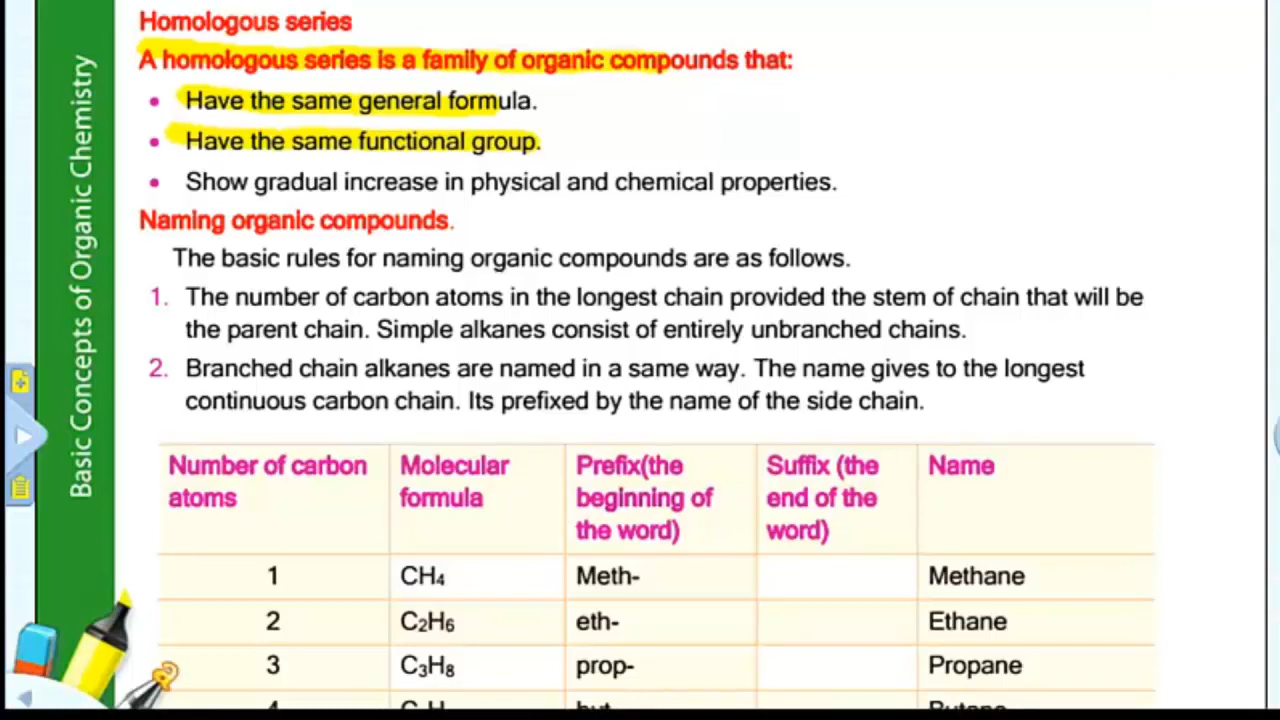 Basic Concepts of Organic Chemistry
Homologous series
A homologous series is a family of organic compounds that:
• Have the same general formula.
• Have the same functional group.
• Show gradual increase in physical and chemical properties.
Naming organic compounds.
The basic rules for naming organic compounds are as follows.
1. The number of carbon atoms in the longest chain provided the stem of chain that will be
the parent chain. Simple alkanes consist of entirely unbranched chains.
2. Branched chain alkanes are named in a same way. The name gives to the longest
continuous carbon chain. Its prefixed by the name of the side chain.
Number of carbon atoms | Molecular formula | Prefix(the beginning of the word) | Suffix (the end of the word) | Name
1 | CH₄ | Meth- | | Methane
2 | C₂H₆ | eth- | | Ethane
3 | C₃H₈ | prop- | | Propane